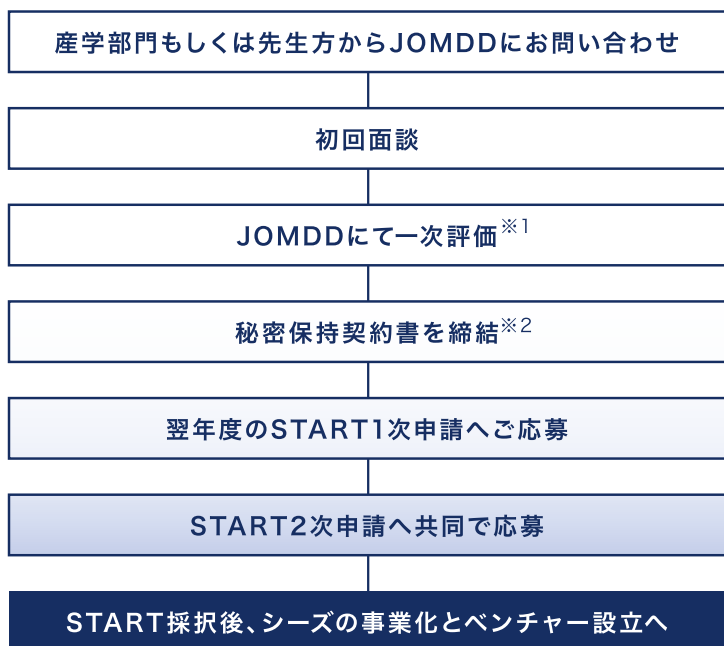 産学部門もしくは先生方からJOMDDにお問い合わせ
初回面談
JOMDDにて一次評価※1
秘密保持契約書を締結※2
翌年度のSTART1次申請へご応募
START2次申請へ共同で応募
START採択後、シーズの事業化とベンチャー設立へ